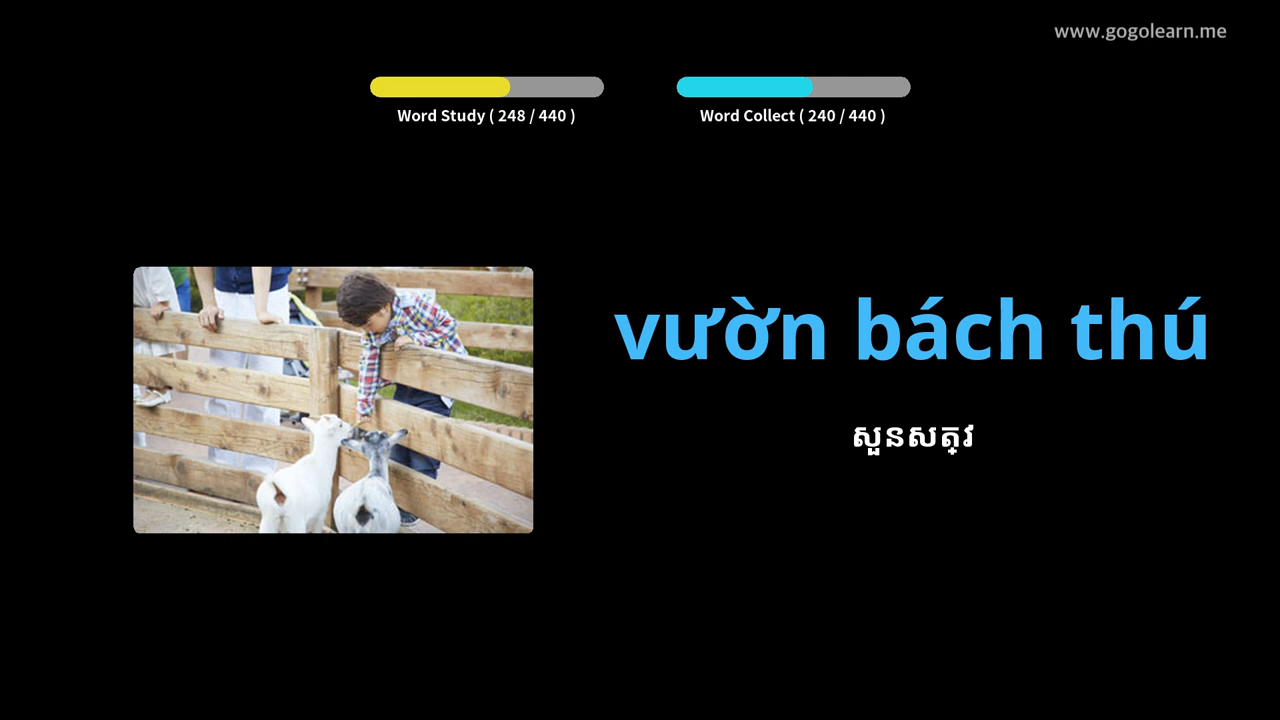 www.gogolearn.me
Word Study ( 248 / 440 )
Word Collect ( 240 / 440 )
vườn bách thú
សួនសត្វ